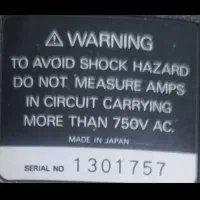 ⚠ WARNING
TO AVOID SHOCK HAZARD
DO NOT MEASURE AMPS
IN CIRCUIT CARRYING
MORE THAN 750V AC.
MADE IN JAPAN
SERIAL NO 1301757